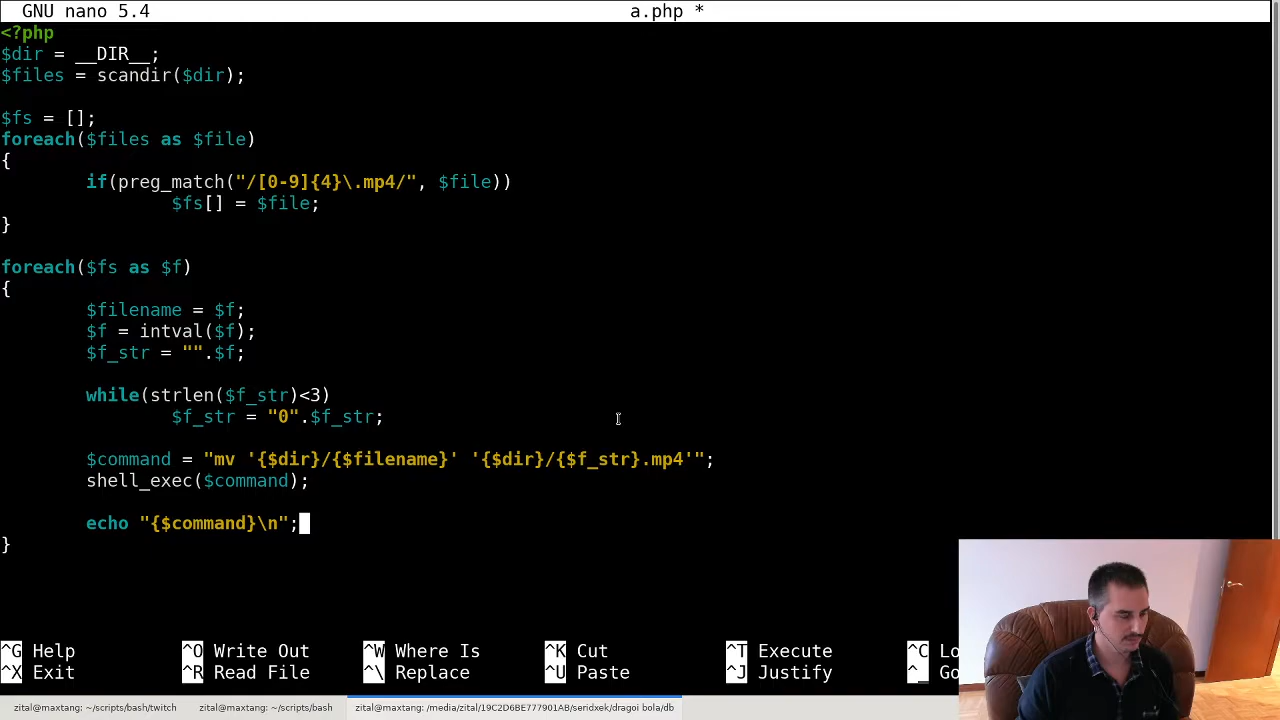 GNU nano 5.4 a.php *
<?php
$dir = __DIR__;
$files = scandir($dir);
$fs = [];
foreach($files as $file)
{
if(preg_match("/[0-9]{4}\.mp4/", $file))
$fs[] = $file;
}
foreach($fs as $f)
{
$filename = $f;
$f = intval($f);
$f_str = "".$f;
while(strlen($f_str)<3)
$f_str = "0".$f_str;
$command = "mv '{$dir}/{$filename}' '{$dir}/{$f_str}.mp4'";
shell_exec($command);
echo "{$command}\n";
}
^G Help ^O Write Out ^W Where Is ^K Cut ^T Execute ^C Lo
^X Exit ^R Read File ^\ Replace ^U Paste ^J Justify ^_ Go
zital@maxtang: ~/scripts/bash/twitch zital@maxtang: ~/scripts/bash zital@maxtang: /media/zital/19C2D6BE777901AB/seridxek/dragoi bola/db